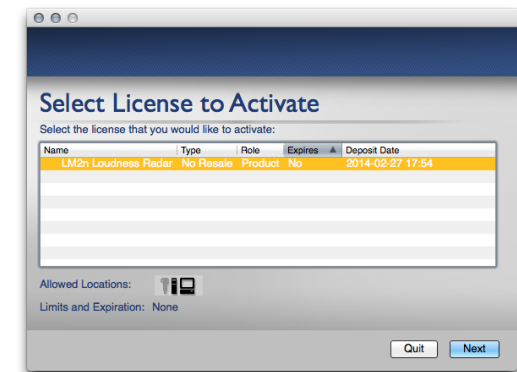 Select License to Activate
Select the license that you would like to activate:
Name Type Role Expires Deposit Date
LM2n Loudness Radar No Resale Product No 2014-02-27 17:54
Allowed Locations:
Limits and Expiration: None
Quit Next